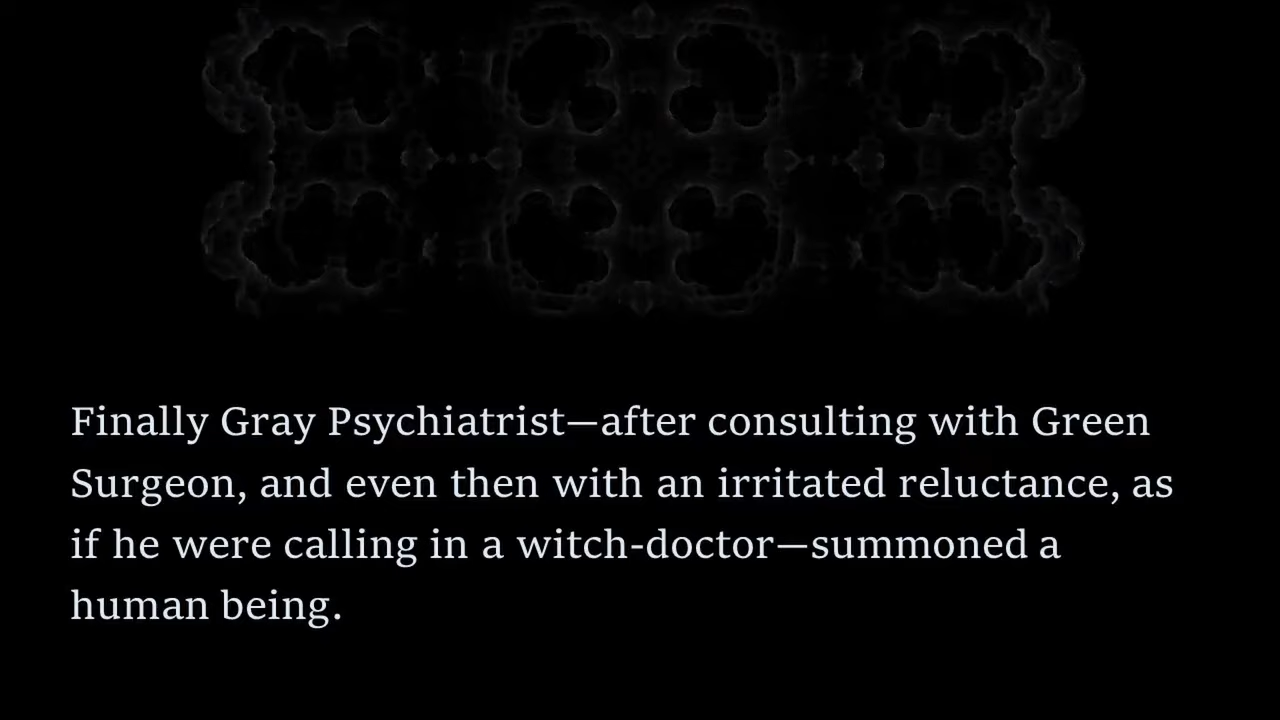 Finally Gray Psychiatrist—after consulting with Green
Surgeon, and even then with an irritated reluctance, as
if he were calling in a witch-doctor—summoned a
human being.